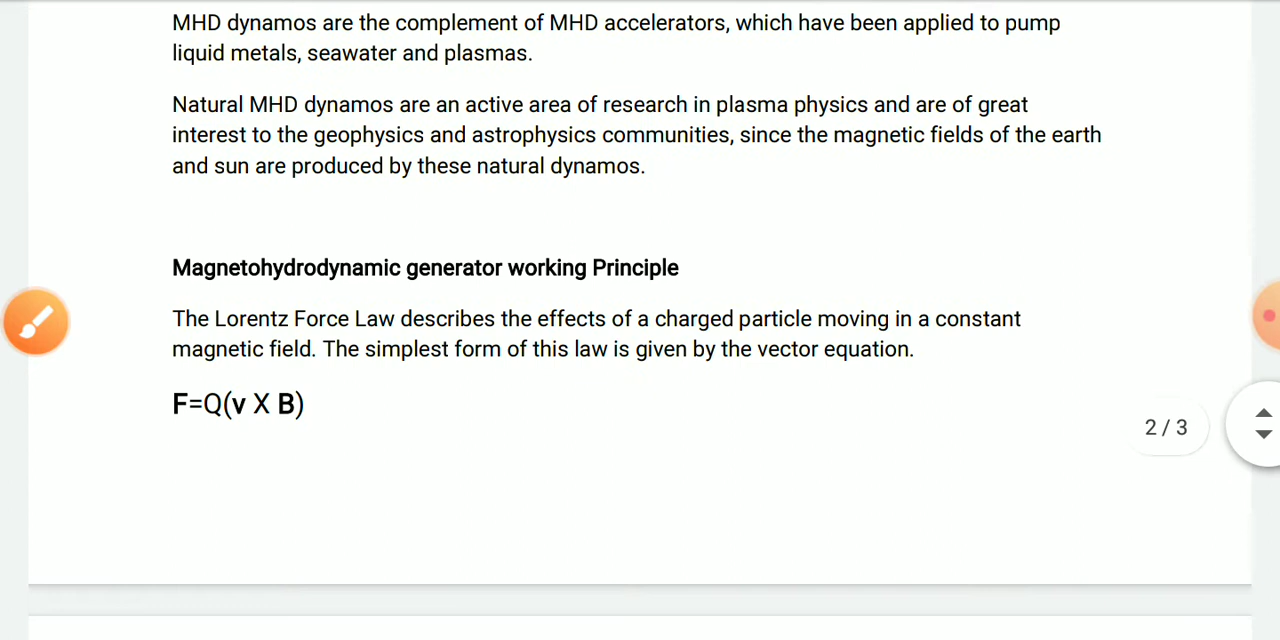 MHD dynamos are the complement of MHD accelerators, which have been applied to pump
liquid metals, seawater and plasmas.
Natural MHD dynamos are an active area of research in plasma physics and are of great
interest to the geophysics and astrophysics communities, since the magnetic fields of the earth
and sun are produced by these natural dynamos.
Magnetohydrodynamic generator working Principle
The Lorentz Force Law describes the effects of a charged particle moving in a constant
magnetic field. The simplest form of this law is given by the vector equation.
F=Q(v X B)
2 / 3